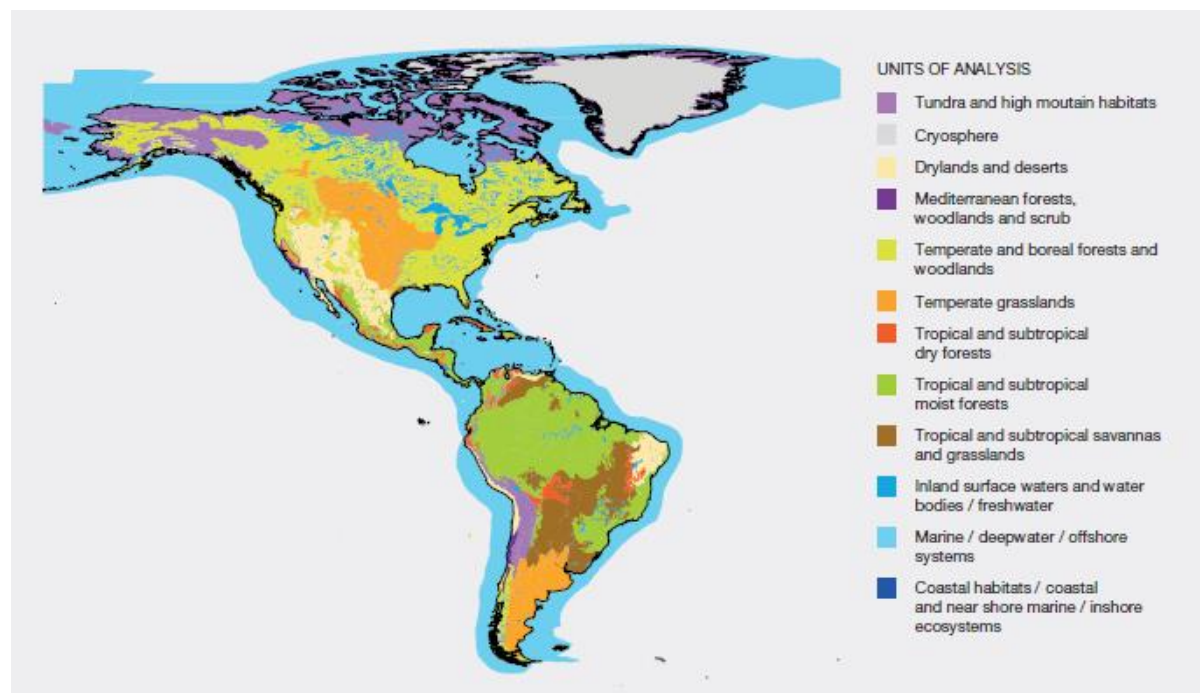 UNITS OF ANALYSIS
Tundra and high moutain habitats
Cryosphere
Drylands and deserts
Mediterranean forests,
woodlands and scrub
Temperate and boreal forests and
woodlands
Temperate grasslands
Tropical and subtropical
dry forests
Tropical and subtropical
moist forests
Tropical and subtropical savannas
and grasslands
Inland surface waters and water
bodies / freshwater
Marine / deepwater / offshore
systems
Coastal habitats / coastal
and near shore marine / inshore
ecosystems